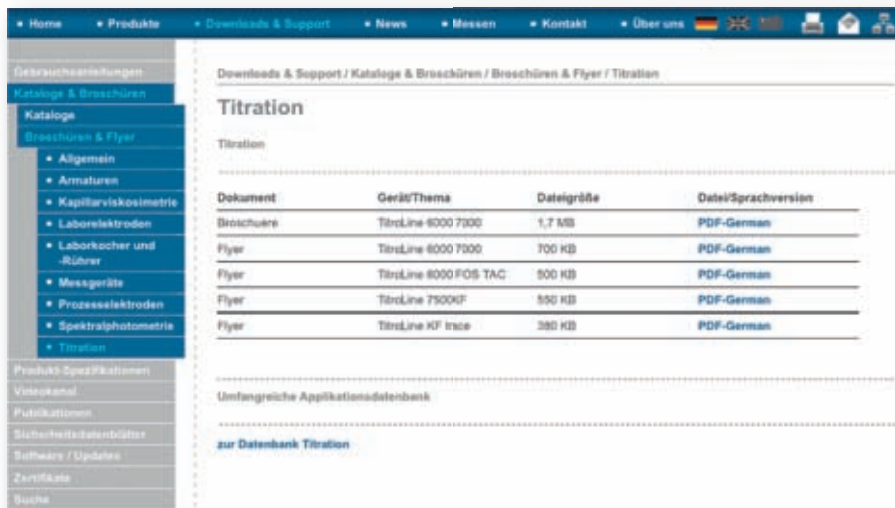 Home Produkte Downloads & Support News Messen Kontakt Über uns
Gebrauchsanleitungen
Kataloge & Broschüren
Kataloge
Broschüren & Flyer
Allgemein
Armaturen
Kapillarviskosimetrie
Laborelektroden
Laborkocher und
-Rührer
Messgeräte
Prozesselektroden
Spektralphotometrie
Titration
Produkt-Spezifikationen
Videokanal
Publikationen
Sicherheitsdatenblätter
Software / Updates
Zertifikate
Suche
Downloads & Support / Kataloge & Broscküren / Broschüren & Flyer / Titration
Titration
Titration
Dokument Gerät/Thema Dateigröße Datei/Sprachversion
Broschuere TitroLine 6000 7000 1,7 MB PDF-German
Flyer TitroLine 6000 7000 700 KB PDF-German
Flyer TitroLine 6000 FOS TAC 500 KB PDF-German
Flyer TitroLine 7500KF 550 KB PDF-German
Flyer TitroLine KF trace 380 KB PDF-German
Umfangreiche Applikationsdatenbank
zur Datenbank Titration